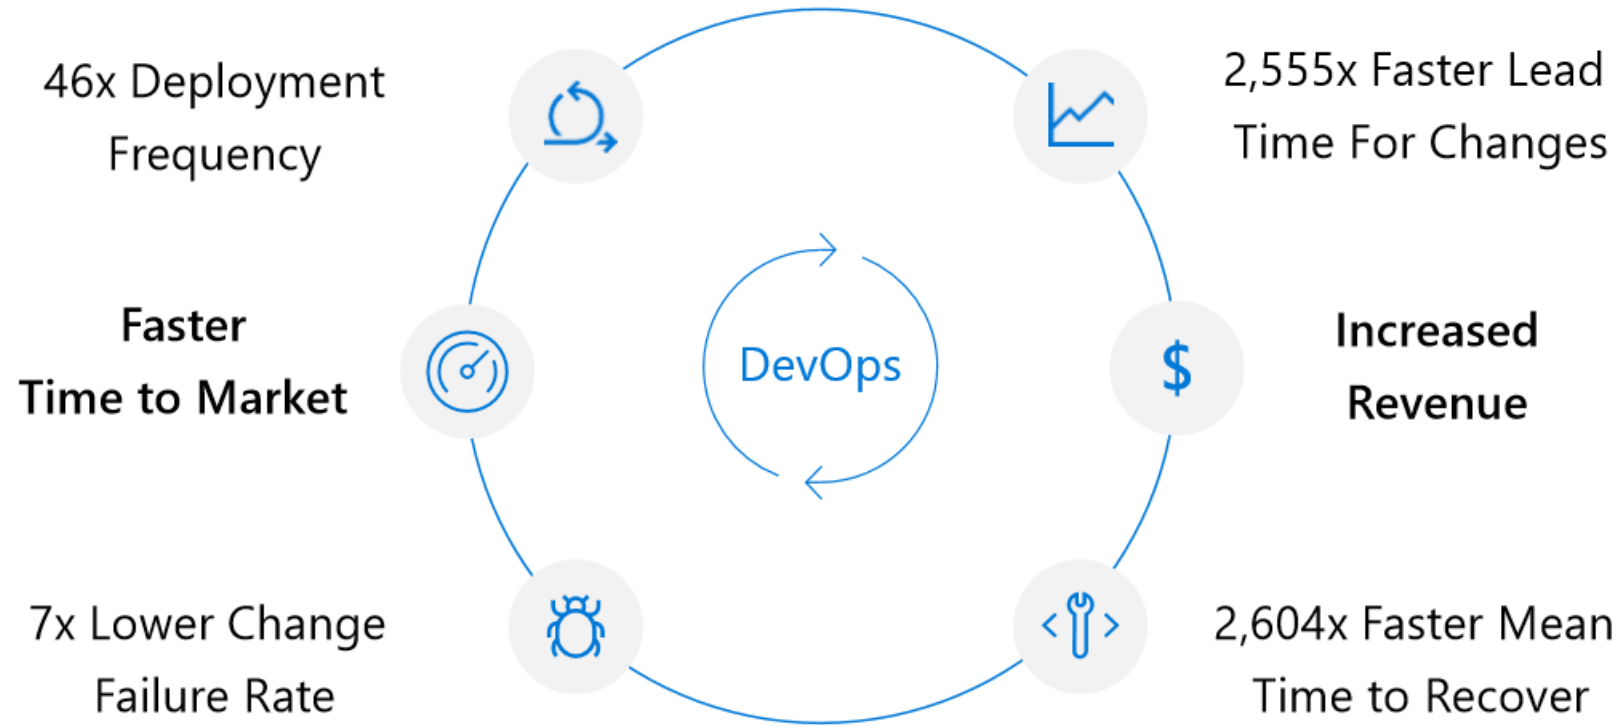 46x Deployment
Frequency
2,555x Faster Lead
Time For Changes
Faster
Time to Market
DevOps
$
Increased
Revenue
7x Lower Change
Failure Rate
2,604x Faster Mean
Time to Recover